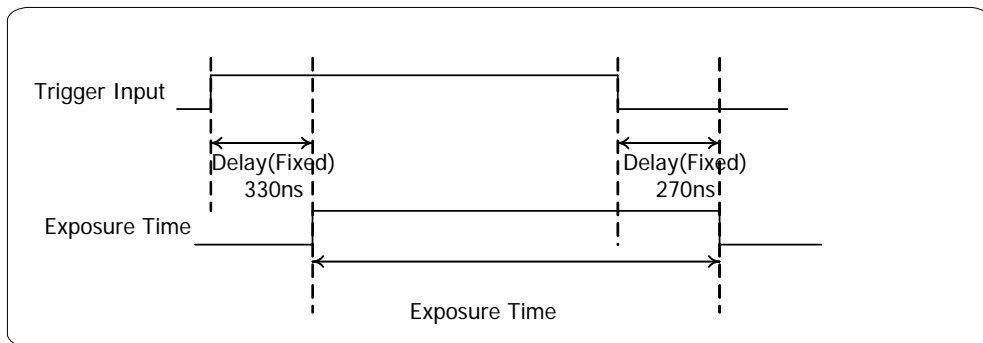 Trigger Input
Delay(Fixed)
330ns
Delay(Fixed)
270ns
Exposure Time
Exposure Time